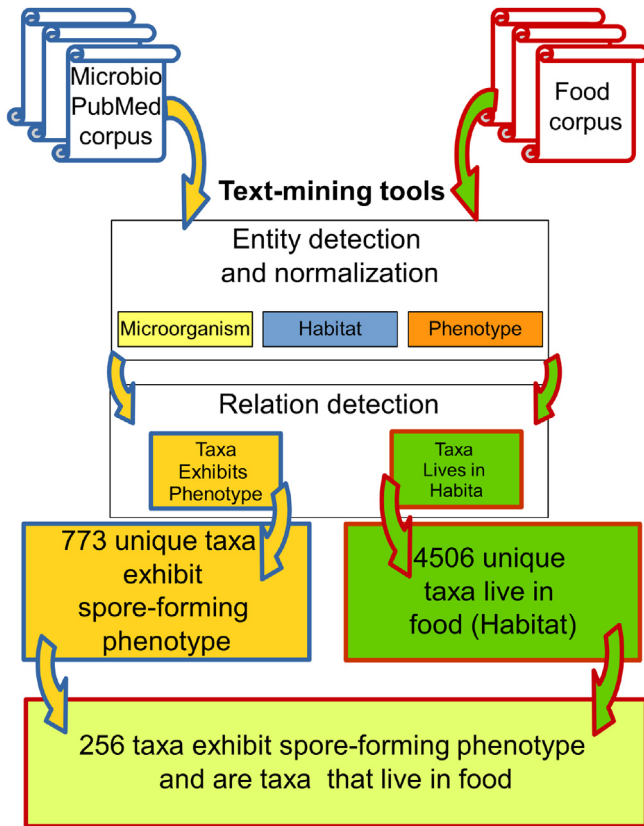 Microbio
PubMed
corpus
Food
corpus
Text-mining tools
Entity detection
and normalization
Microorganism
Habitat
Phenotype
Relation detection
Taxa
Exhibits
Phenotype
Taxa
Lives in
Habita
773 unique taxa
exhibit
spore-forming
phenotype
4506 unique
taxa live in
food (Habitat)
256 taxa exhibit spore-forming phenotype
and are taxa that live in food